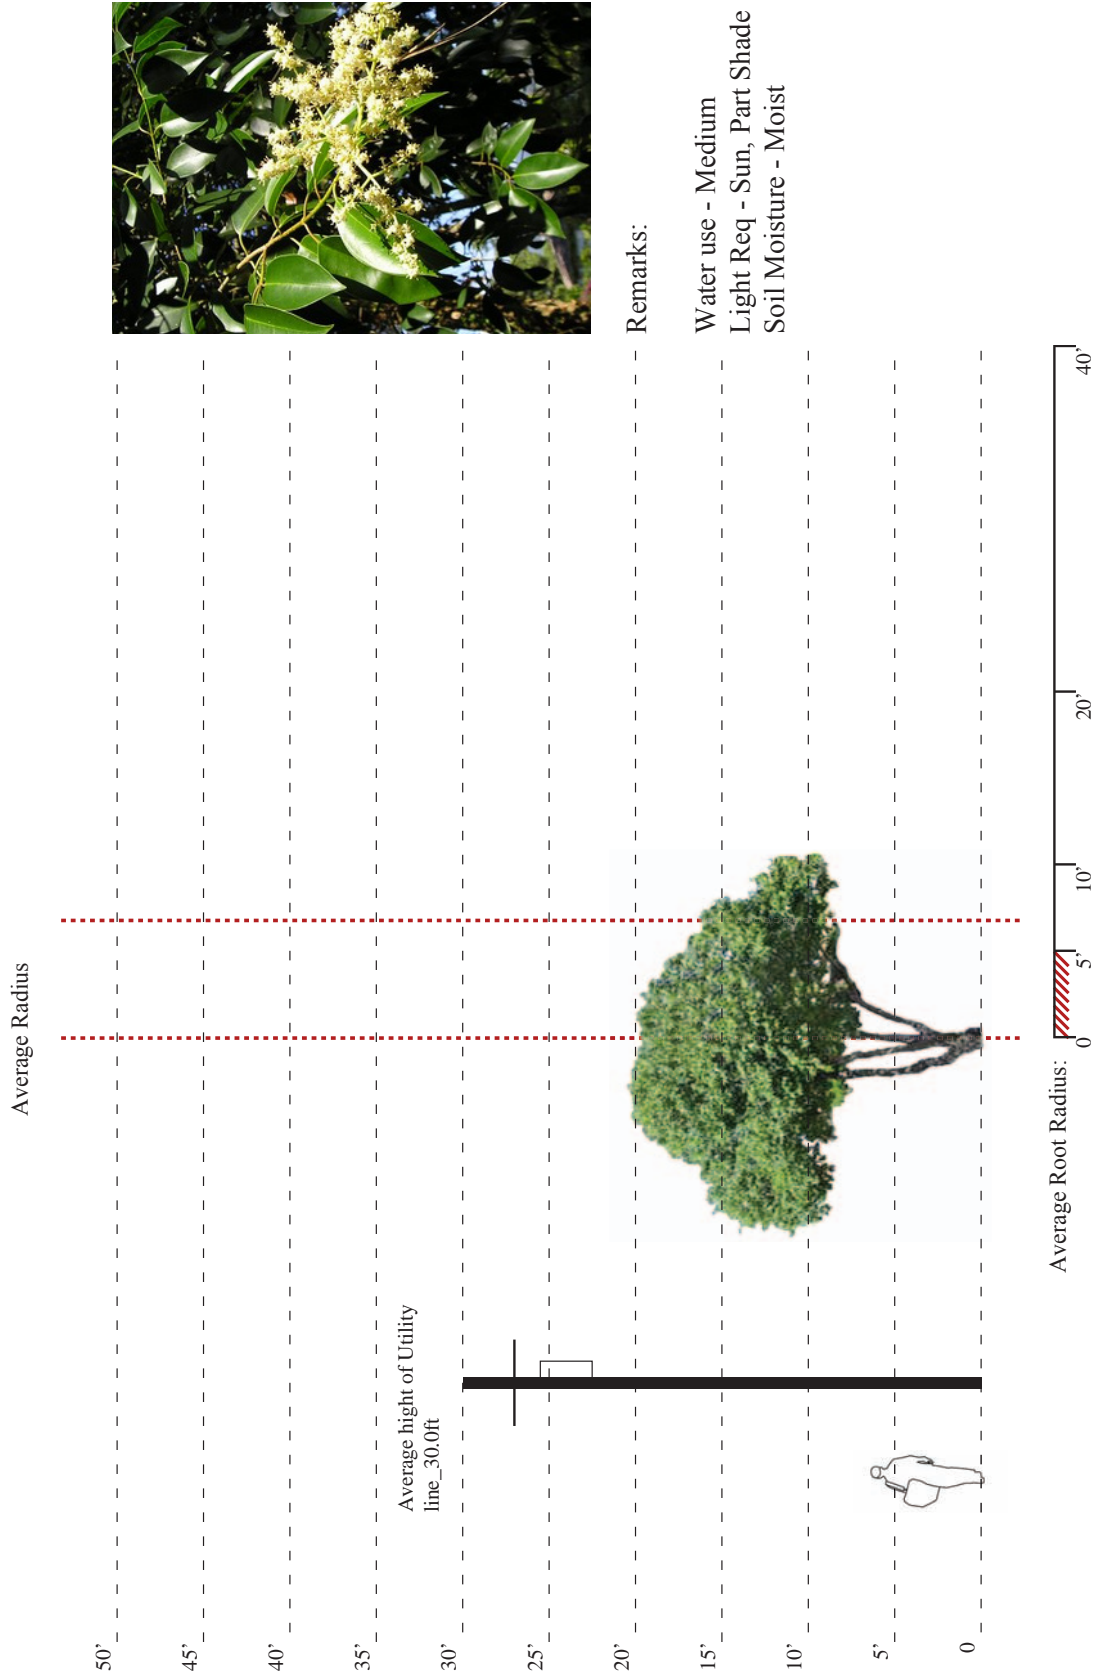 Average Radius
50’
45’
40’
35’
30’
25’
20’
15’
10’
5’
0
Average hight of Utility
line_30.0ft
Remarks:
Water use - Medium
Light Req - Sun, Part Shade
Soil Moisture - Moist
Average Root Radius:
0
5’
10’
20’
40’